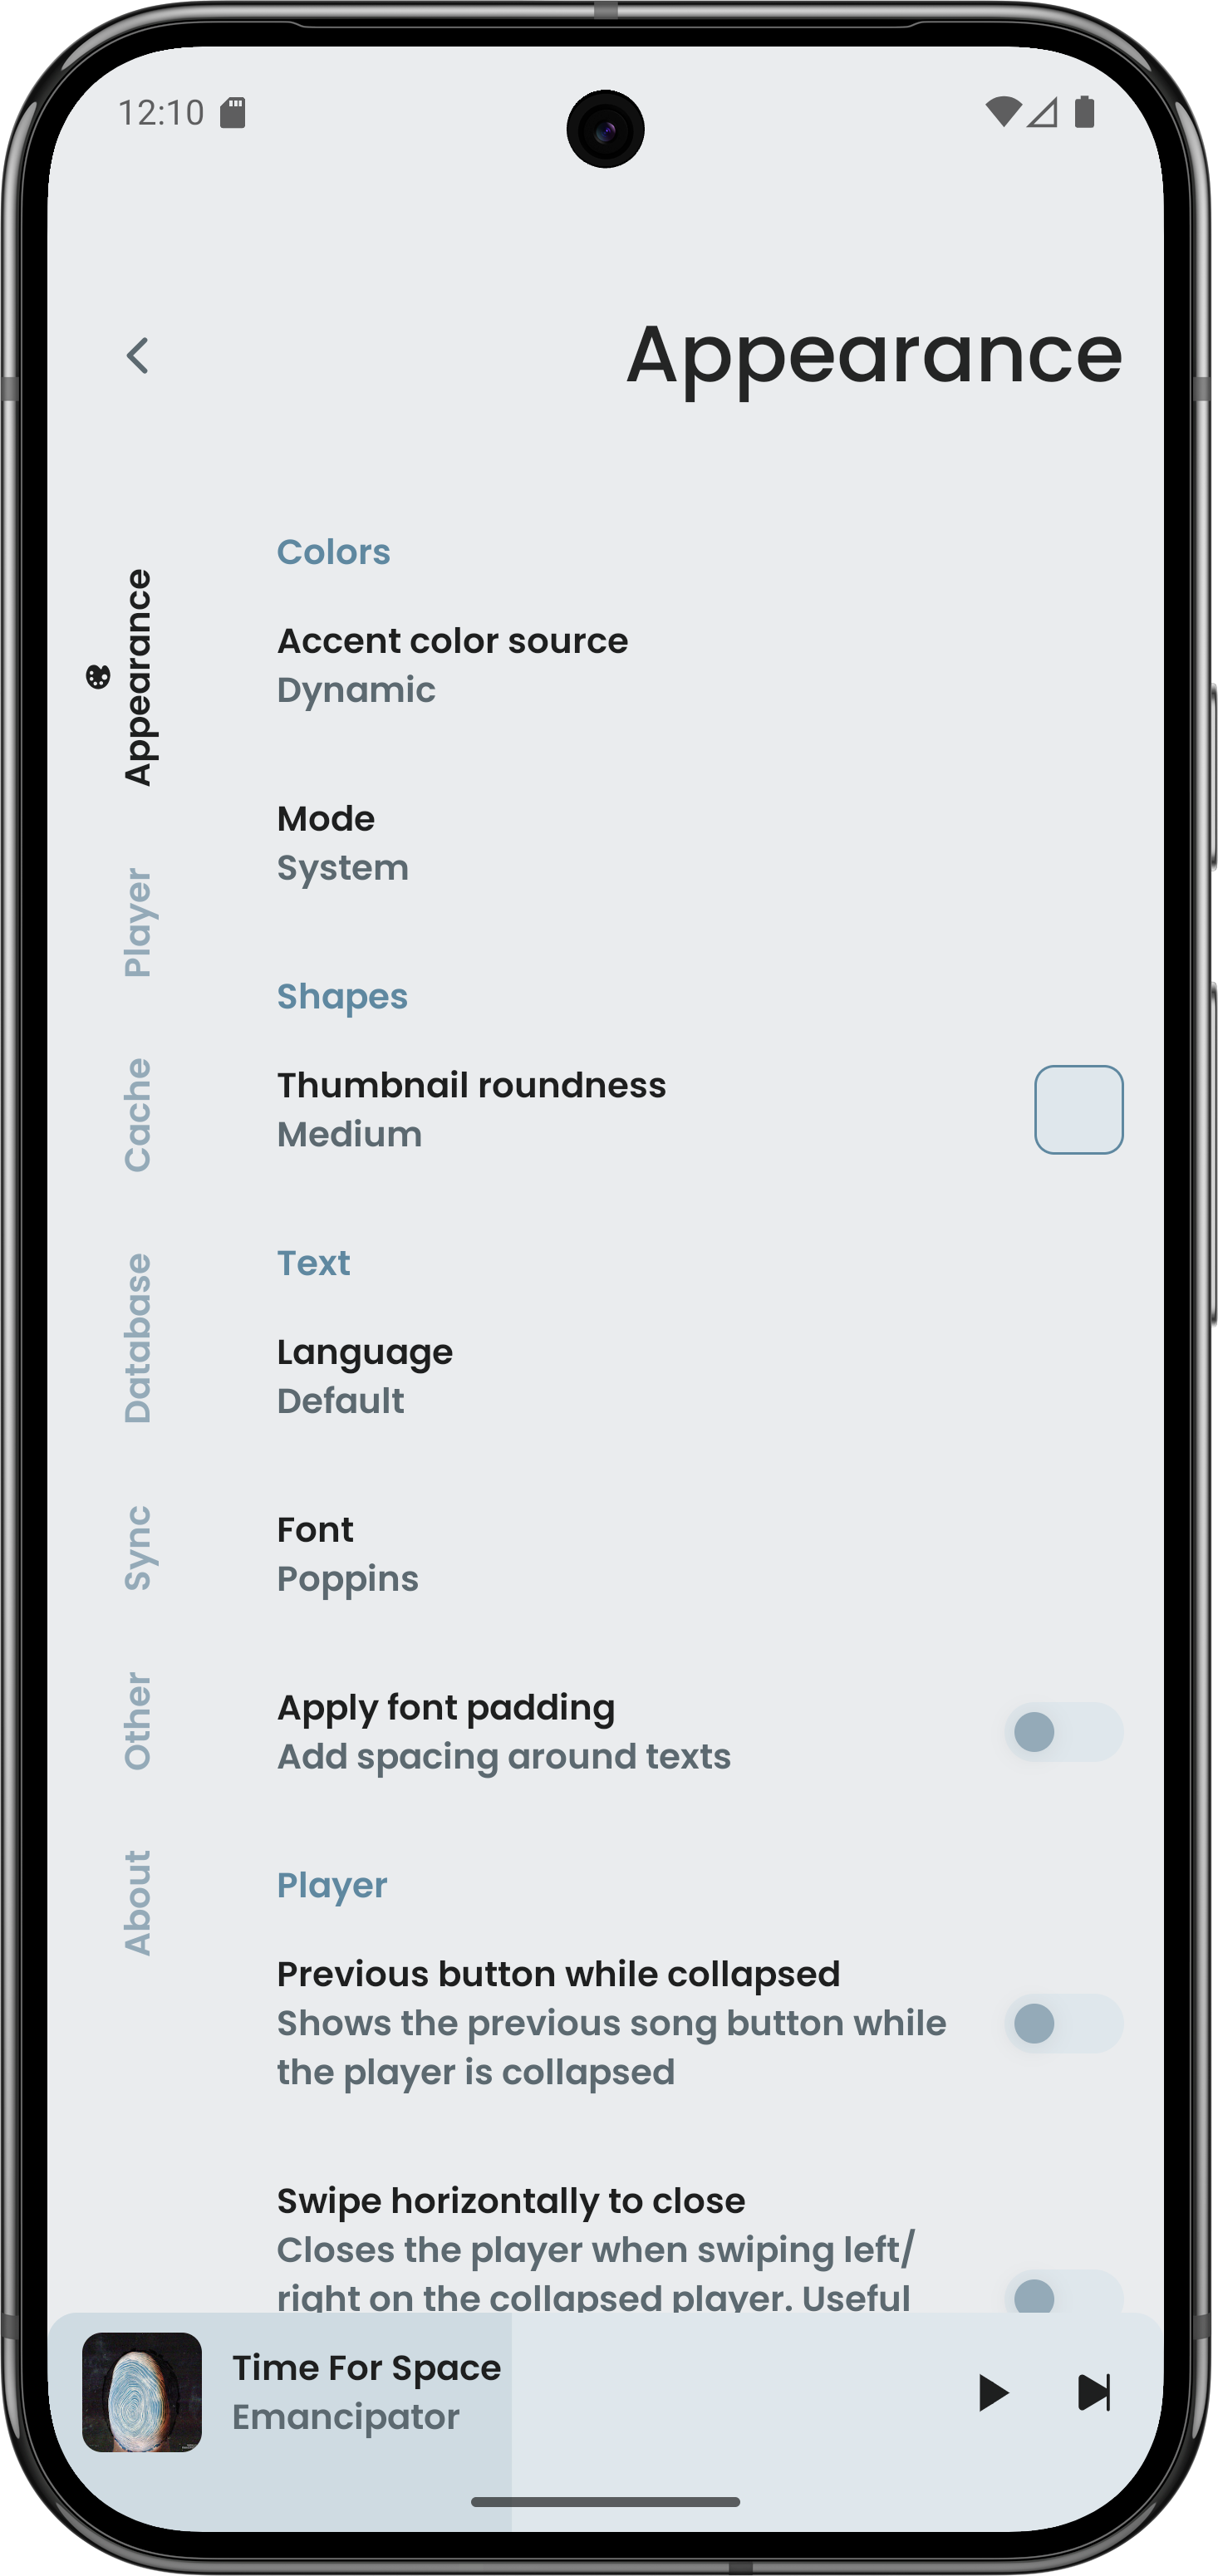 12:10
Appearance
Appearance
Player
Cache
Database
Sync
Other
About
Colors
Accent color source
Dynamic
Mode
System
Shapes
Thumbnail roundness
Medium
Text
Language
Default
Font
Poppins
Apply font padding
Add spacing around texts
Player
Previous button while collapsed
Shows the previous song button while
the player is collapsed
Swipe horizontally to close
Closes the player when swiping left/
right on the collapsed player. Useful
Time For Space
Emancipator